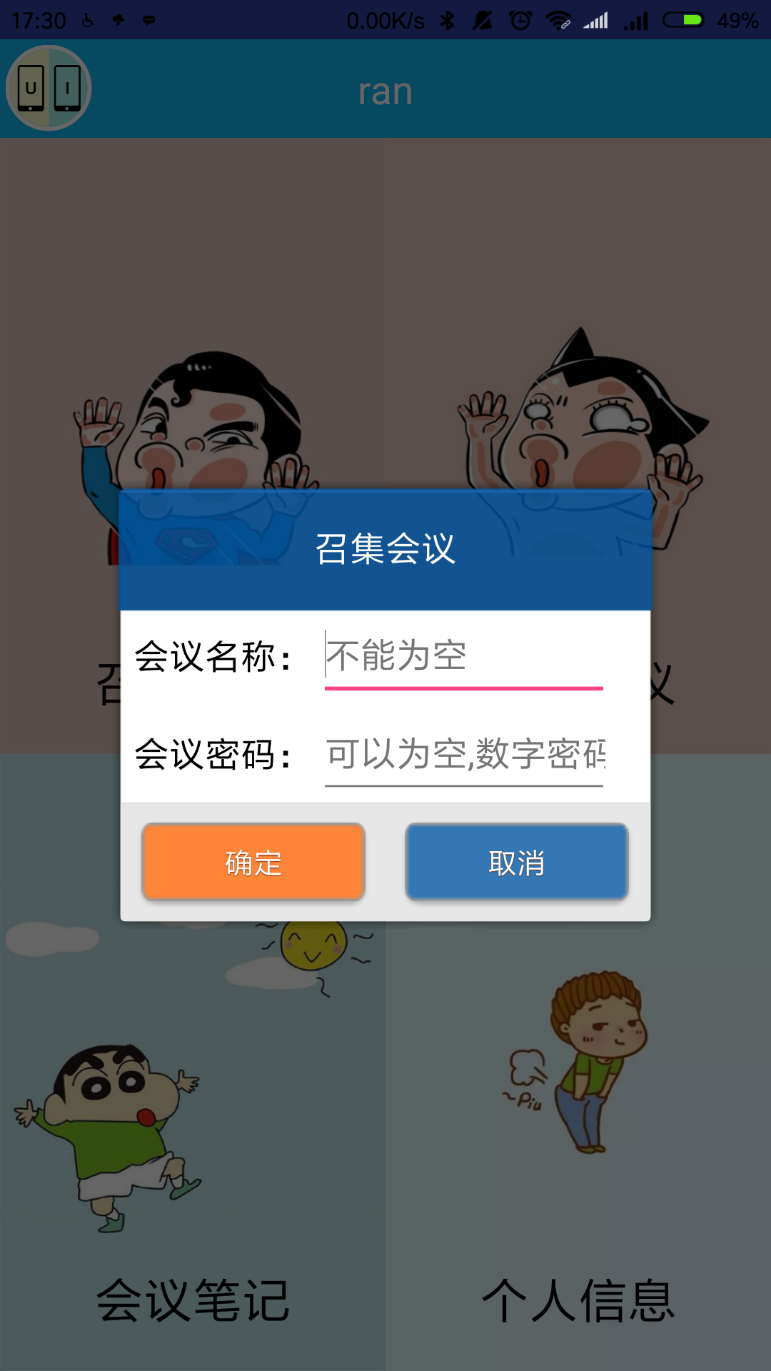 17:30 0.00K/s 49%
U I
ran
召集会议
会议名称：
不能为空
会议密码：
可以为空,数字密码
确定
取消
召
议
~Piu
会议笔记
个人信息